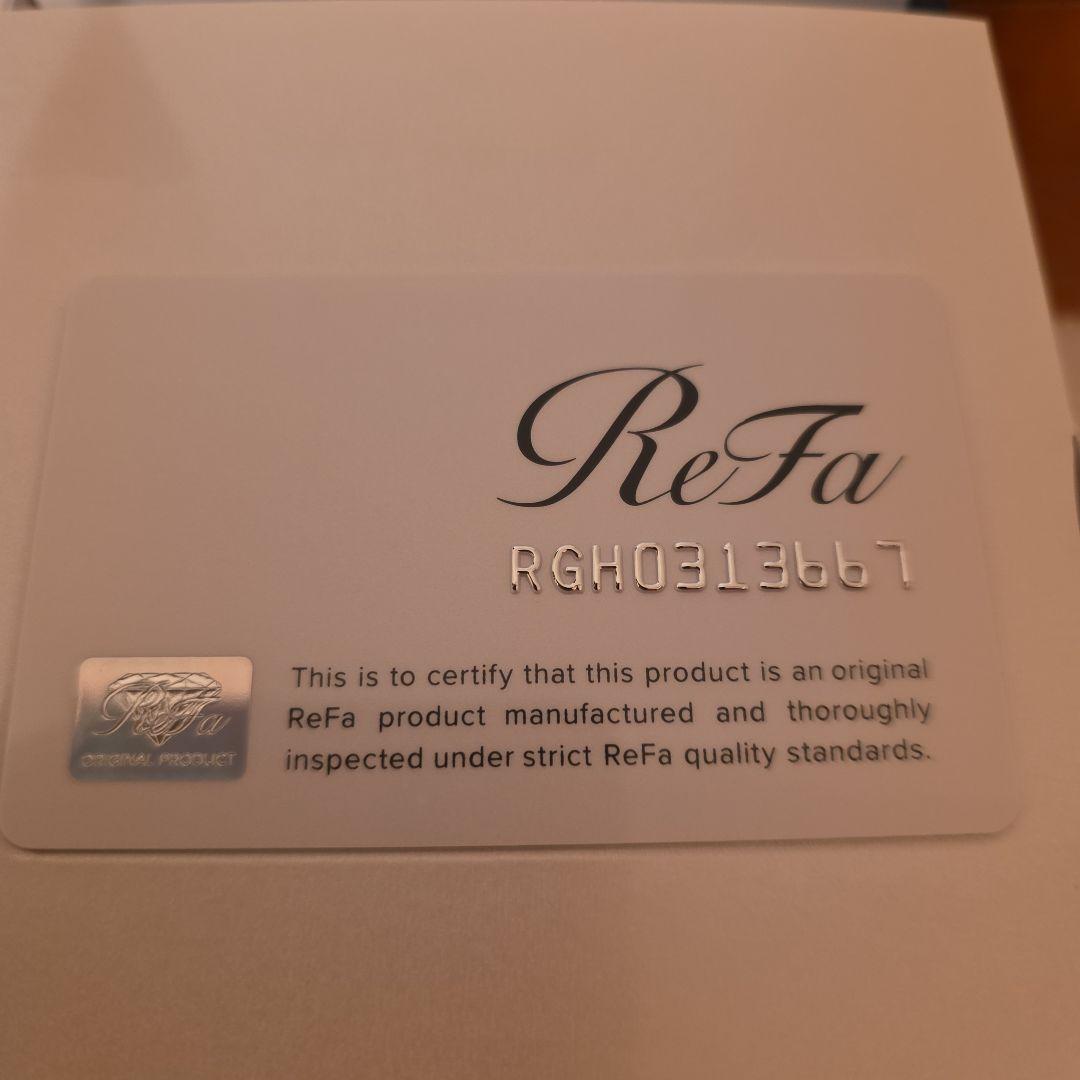 ReFa
RGH0313667
This is to certify that this product is an original
ReFa product manufactured and thoroughly
inspected under strict ReFa quality standards.
ReFa
ORIGINAL PRODUCT